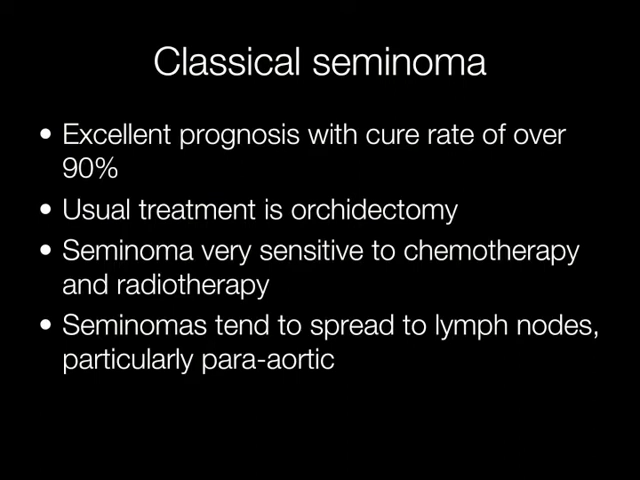 Classical seminoma
• Excellent prognosis with cure rate of over
90%
• Usual treatment is orchidectomy
• Seminoma very sensitive to chemotherapy
and radiotherapy
• Seminomas tend to spread to lymph nodes,
particularly para-aortic